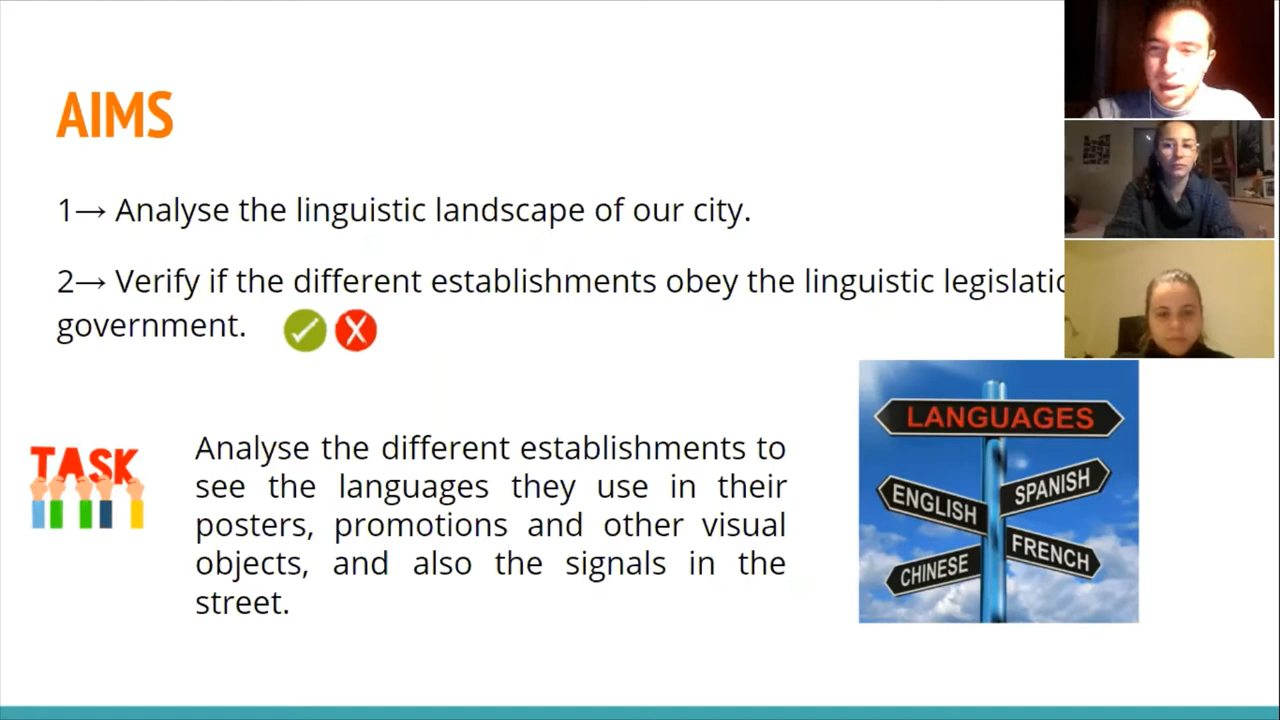 AIMS
1→ Analyse the linguistic landscape of our city.
2→ Verify if the different establishments obey the linguistic
government.
TASK
Analyse the different establishments to
see the languages they use in their
posters, promotions and other visual
objects, and also the signals in the
street.
LANGUAGES
ENGLISH
SPANISH
FRENCH
CHINESE